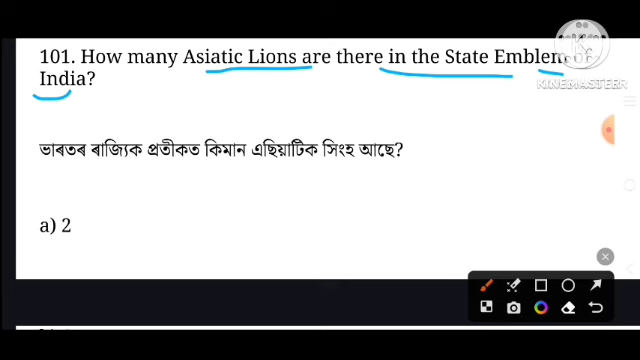 101. How many Asiatic Lions are there in the State Emblem of
India?
ভাৰতৰ ৰাজ্যিক প্ৰতীকত কিমান এছিয়াটিক সিংহ আছে?
a) 2
KINEMASTER